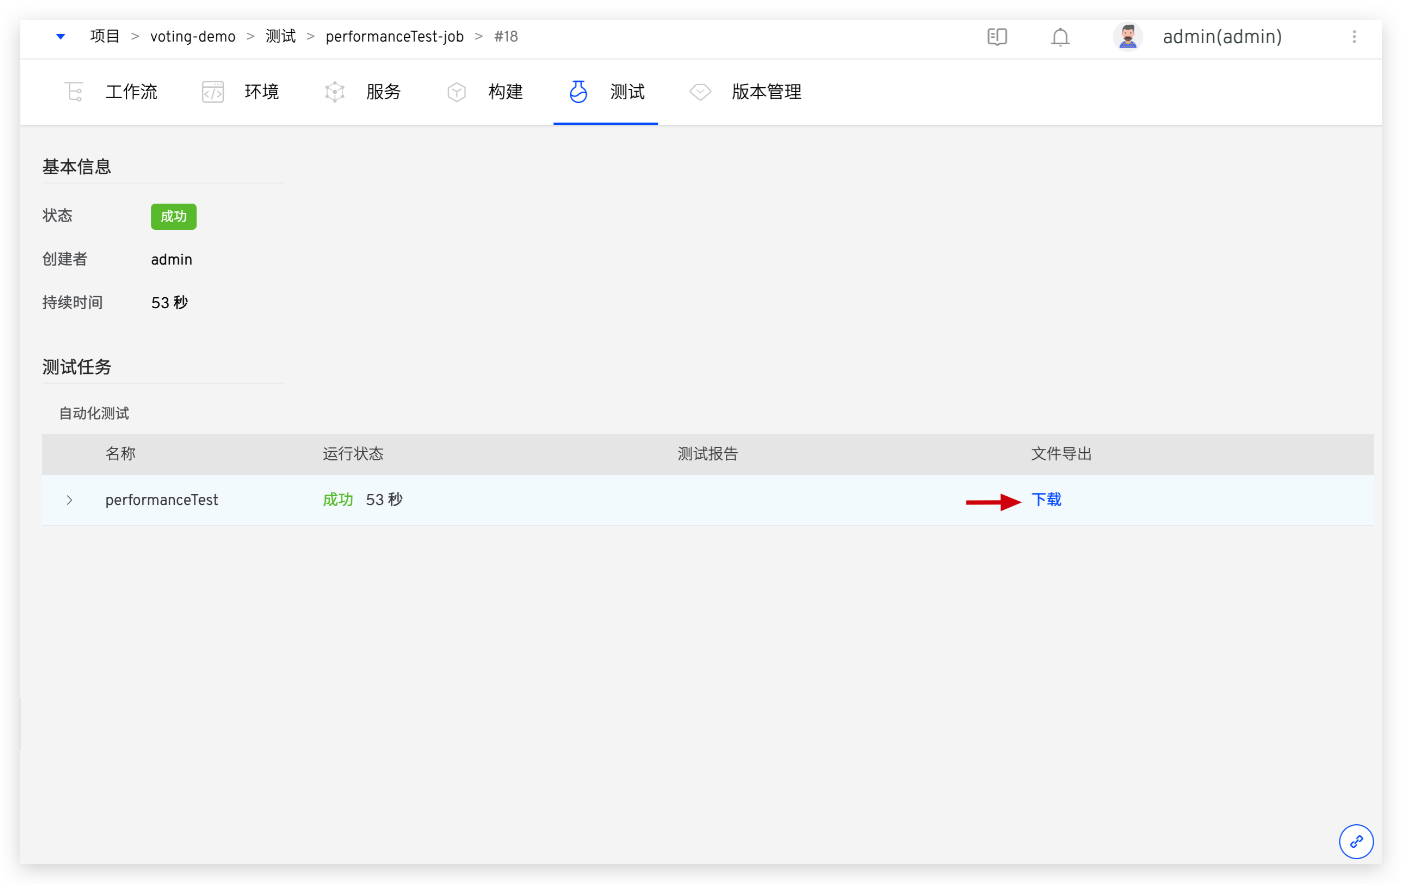 项目 > voting-demo > 测试 > performanceTest-job > #18 admin(admin)
工作流 环境 服务 构建 测试 版本管理
基本信息
状态 成功
创建者 admin
持续时间 53 秒
测试任务
自动化测试
名称 运行状态 测试报告 文件导出
performanceTest 成功 53 秒 下载